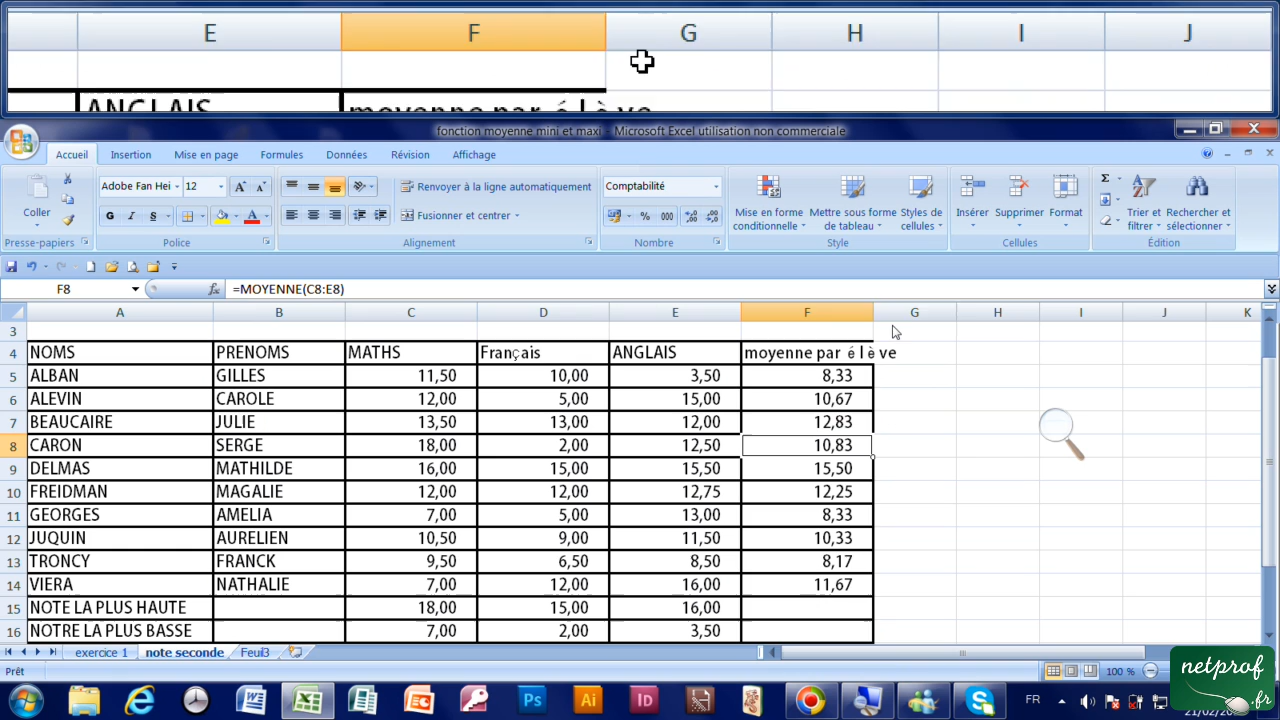 E F G H I J
ANGLAIS moyenne par élève
fonction moyenne mini et maxi - Microsoft Excel utilisation non commerciale
Accueil Insertion Mise en page Formules Données Révision Affichage
Coller Adobe Fan Hei 12 Renvoyer à la ligne automatiquement Comptabilité Mise en forme conditionnelle Mettre sous forme de tableau Styles de cellules Insérer Supprimer Format Trier et filtrer Rechercher et sélectionner
G I S A Fusionner et centrer % 000
Presse-papiers Police Alignement Nombre Style Cellules Édition
F8 fx =MOYENNE(C8:E8)
A B C D E F G H I J K
3
4 NOMS PRENOMS MATHS Français ANGLAIS moyenne par élève
5 ALBAN GILLES 11,50 10,00 3,50 8,33
6 ALEVIN CAROLE 12,00 5,00 15,00 10,67
7 BEAUCAIRE JULIE 13,50 13,00 12,00 12,83
8 CARON SERGE 18,00 2,00 12,50 10,83
9 DELMAS MATHILDE 16,00 15,00 15,50 15,50
10 FREIDMAN MAGALIE 12,00 12,00 12,75 12,25
11 GEORGES AMELIA 7,00 5,00 13,00 8,33
12 JUQUIN AURELIEN 10,50 9,00 11,50 10,33
13 TRONCY FRANCK 9,50 6,50 8,50 8,17
14 VIERA NATHALIE 7,00 12,00 16,00 11,67
15 NOTE LA PLUS HAUTE 18,00 15,00 16,00
16 NOTRE LA PLUS BASSE 7,00 2,00 3,50
exercice 1 note seconde Feuil3
Prêt 100 %
netprof.fr
Ps Ai Id FR